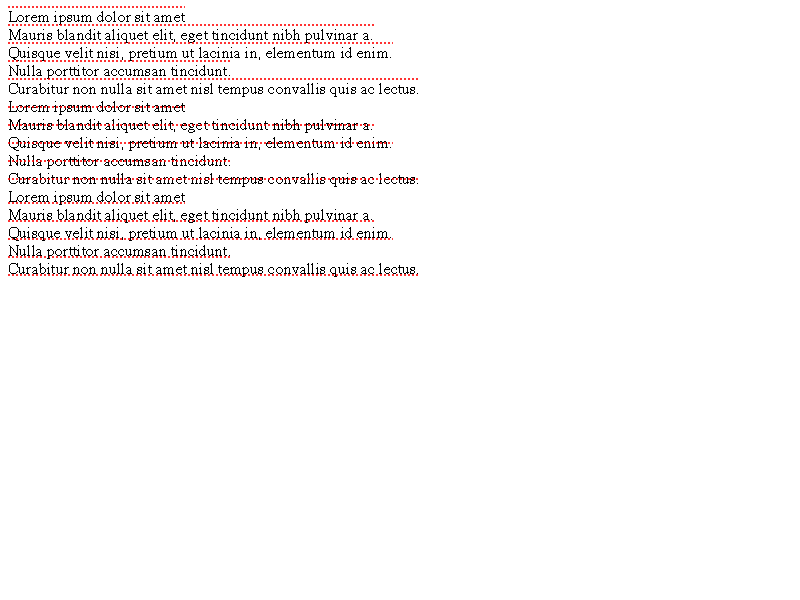 Lorem ipsum dolor sit amet
Mauris blandit aliquet elit, eget tincidunt nibh pulvinar a.
Quisque velit nisi, pretium ut lacinia in, elementum id enim.
Nulla porttitor accumsan tincidunt.
Curabitur non nulla sit amet nisl tempus convallis quis ac lectus.
Lorem ipsum dolor sit amet
Mauris blandit aliquet elit, eget tincidunt nibh pulvinar a.
Quisque velit nisi, pretium ut lacinia in, elementum id enim.
Nulla porttitor accumsan tincidunt.
Curabitur non nulla sit amet nisl tempus convallis quis ac lectus.
Lorem ipsum dolor sit amet
Mauris blandit aliquet elit, eget tincidunt nibh pulvinar a.
Quisque velit nisi, pretium ut lacinia in, elementum id enim.
Nulla porttitor accumsan tincidunt.
Curabitur non nulla sit amet nisl tempus convallis quis ac lectus.